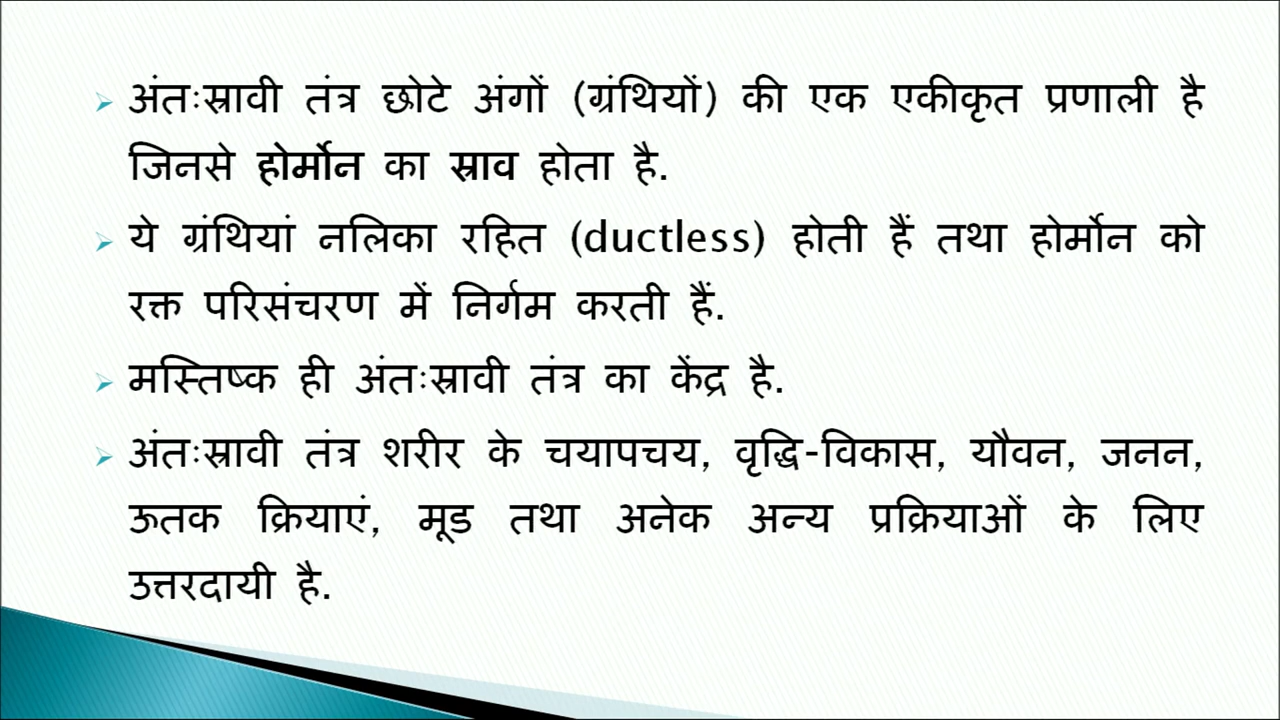 अंतःस्रावी तंत्र छोटे अंगों (ग्रंथियों) की एक एकीकृत प्रणाली है
जिनसे होर्मोन का स्राव होता है.
ये ग्रंथियां नलिका रहित (ductless) होती हैं तथा होर्मोन को
रक्त परिसंचरण में निर्गम करती हैं.
मस्तिष्क ही अंतःस्रावी तंत्र का केंद्र है.
अंतःस्रावी तंत्र शरीर के चयापचय, वृद्धि-विकास, यौवन, जनन,
ऊतक क्रियाएं, मूड तथा अनेक अन्य प्रक्रियाओं के लिए
उत्तरदायी है.